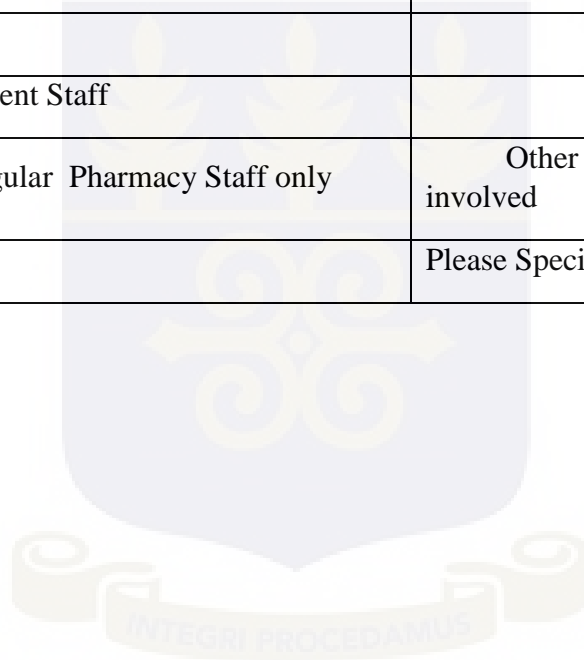 ent Staff
gular Pharmacy Staff only
Other
involved
Please Speci
INTEGRI PROCEDAMUS